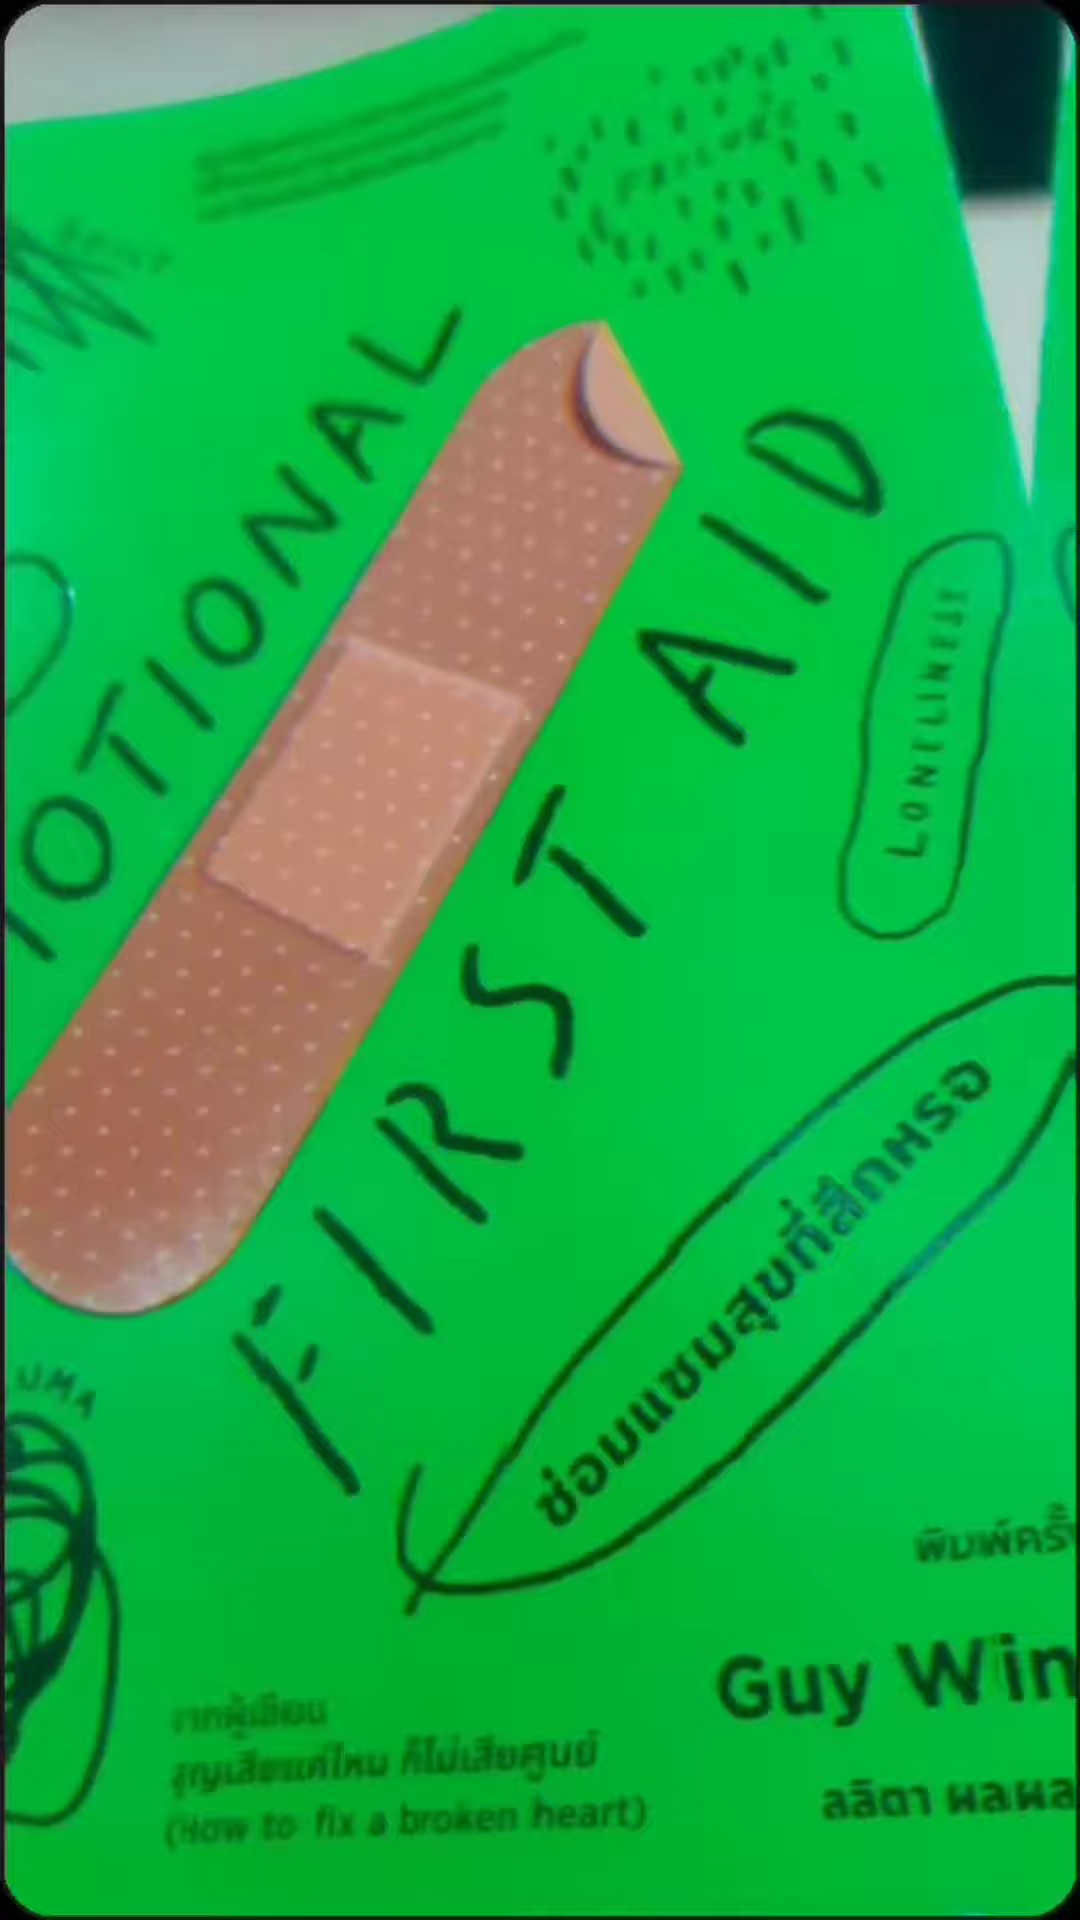 FAILURE
OTIONAL
FIRST AID
LONELINESS
ซ่อมแซมสุขที่สึกหรอ
UMA
พิมพ์ครั้
Guy Win
จากผู้เขียน
สูญเสียแค่ไหน ก็ไม่เสียศูนย์
ลลิตา ผลผล
(How to fix a broken heart)